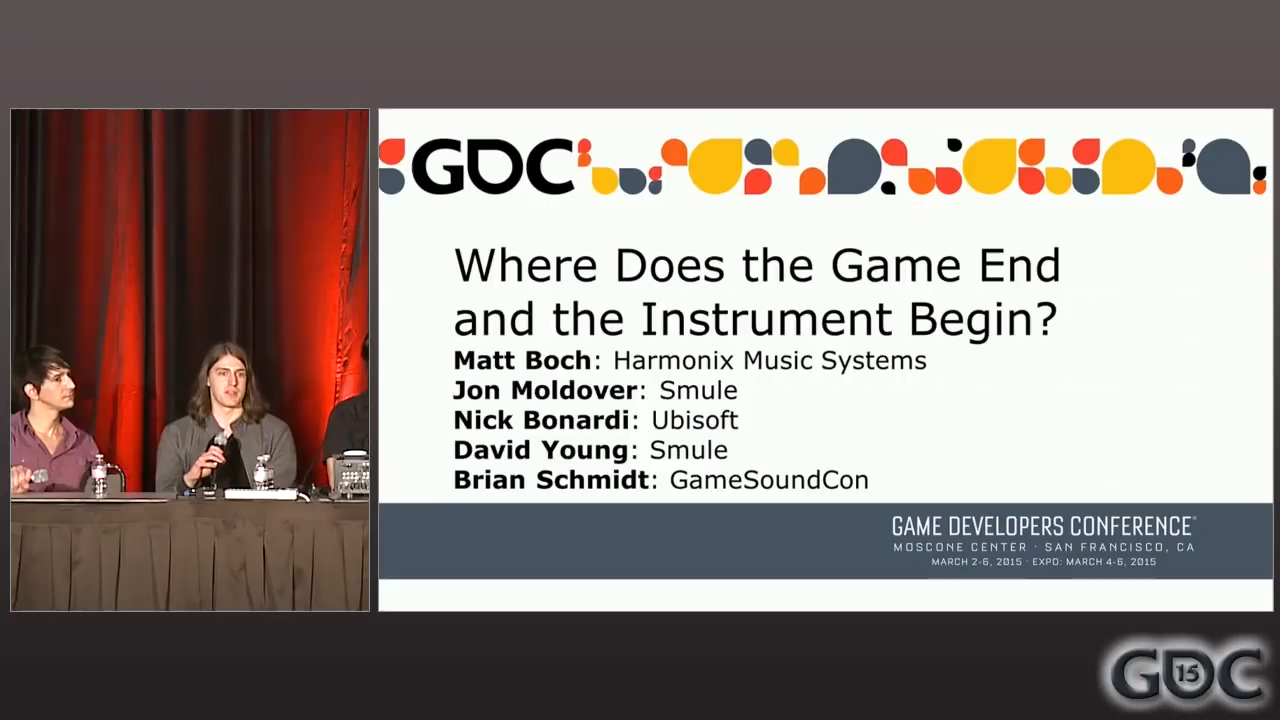 GDC
Where Does the Game End
and the Instrument Begin?
Matt Boch: Harmonix Music Systems
Jon Moldover: Smule
Nick Bonardi: Ubisoft
David Young: Smule
Brian Schmidt: GameSoundCon
GAME DEVELOPERS CONFERENCE®
MOSCONE CENTER · SAN FRANCISCO, CA
MARCH 2-6, 2015 · EXPO: MARCH 4-6, 2015
GDC 15